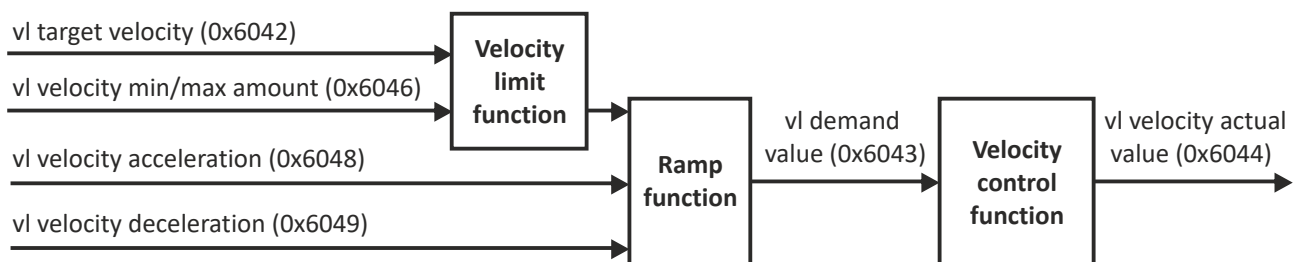 vl target velocity (0x6042)
vl velocity min/max amount (0x6046)
Velocity
limit
function
vl velocity acceleration (0x6048)
vl velocity deceleration (0x6049)
Ramp
function
vl demand
value (0x6043)
Velocity
control
function
vl velocity actual
value (0x6044)